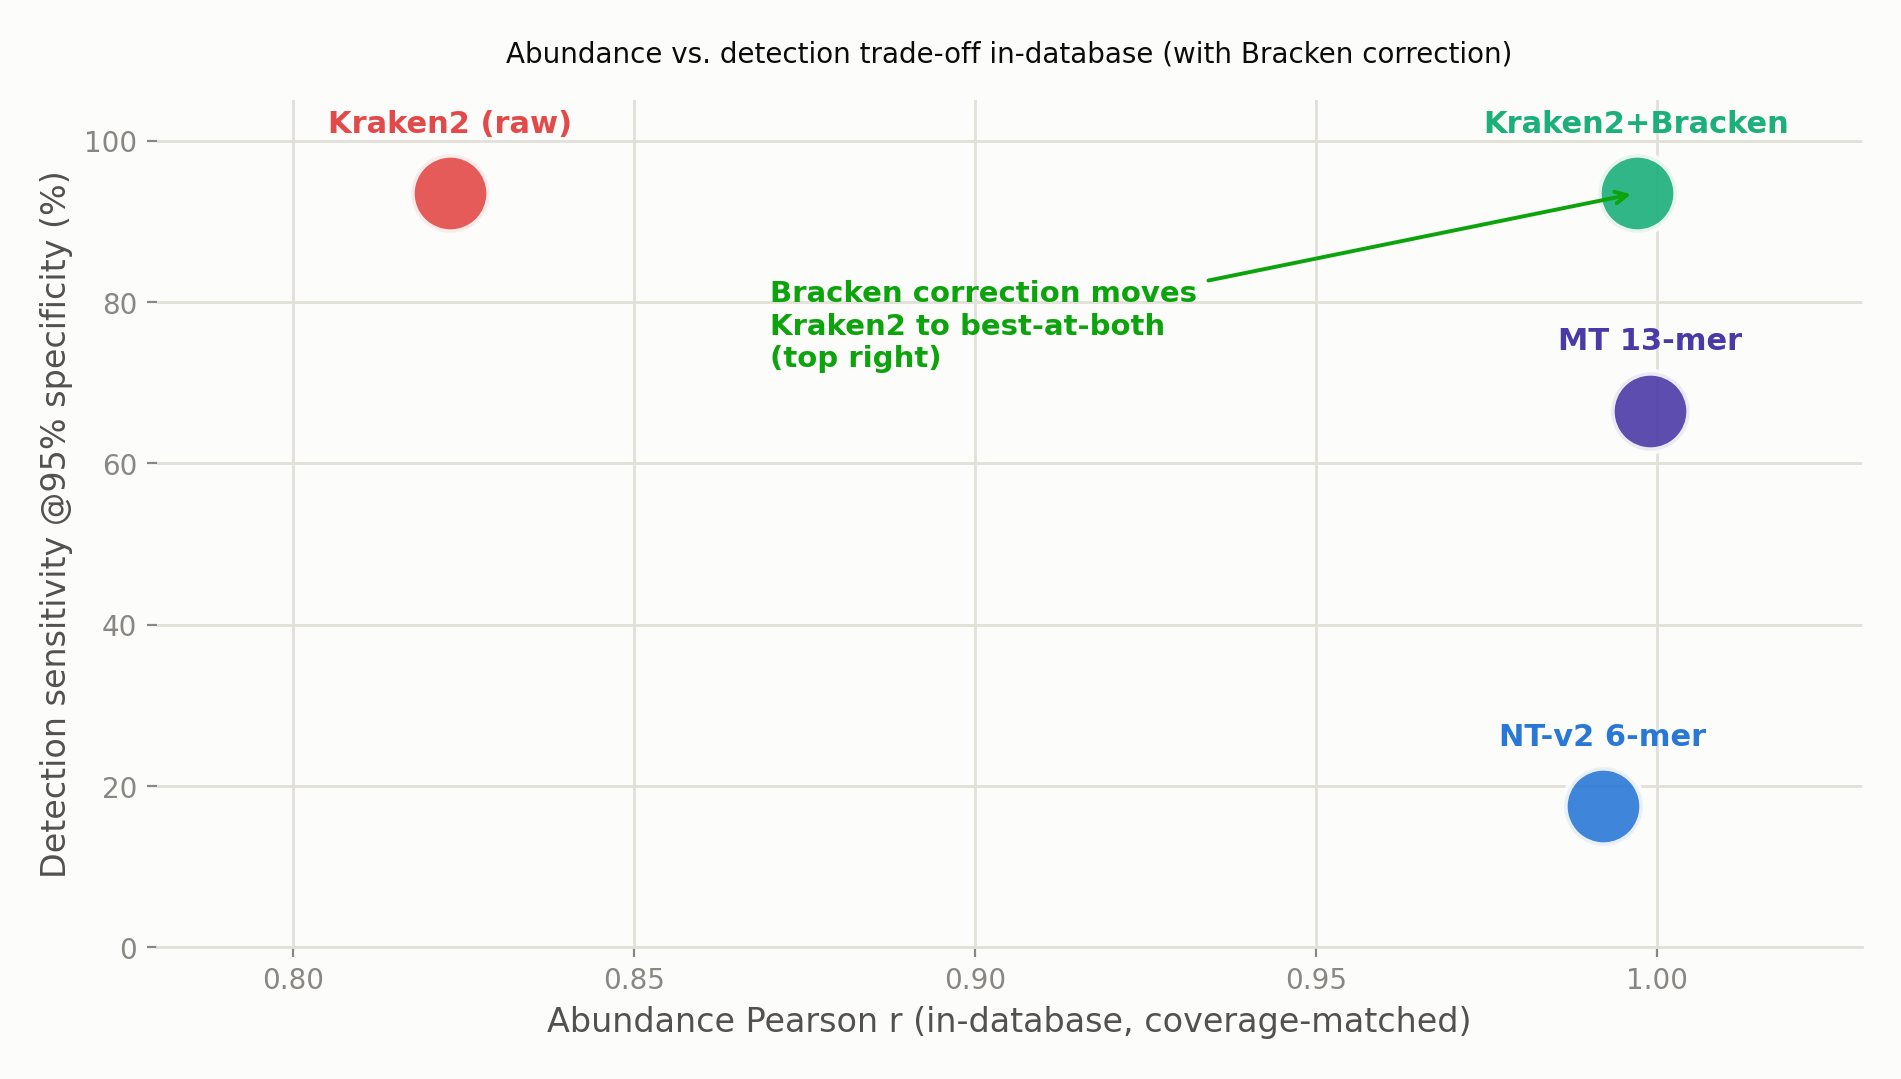 Abundance vs. detection trade-off in-database (with Bracken correction)
Kraken2 (raw)
Kraken2+Bracken
Bracken correction moves
Kraken2 to best-at-both
(top right)
MT 13-mer
NT-v2 6-mer
Detection sensitivity @95% specificity (%)
100
80
60
40
20
0
0.80
0.85
0.90
0.95
1.00
Abundance Pearson r (in-database, coverage-matched)